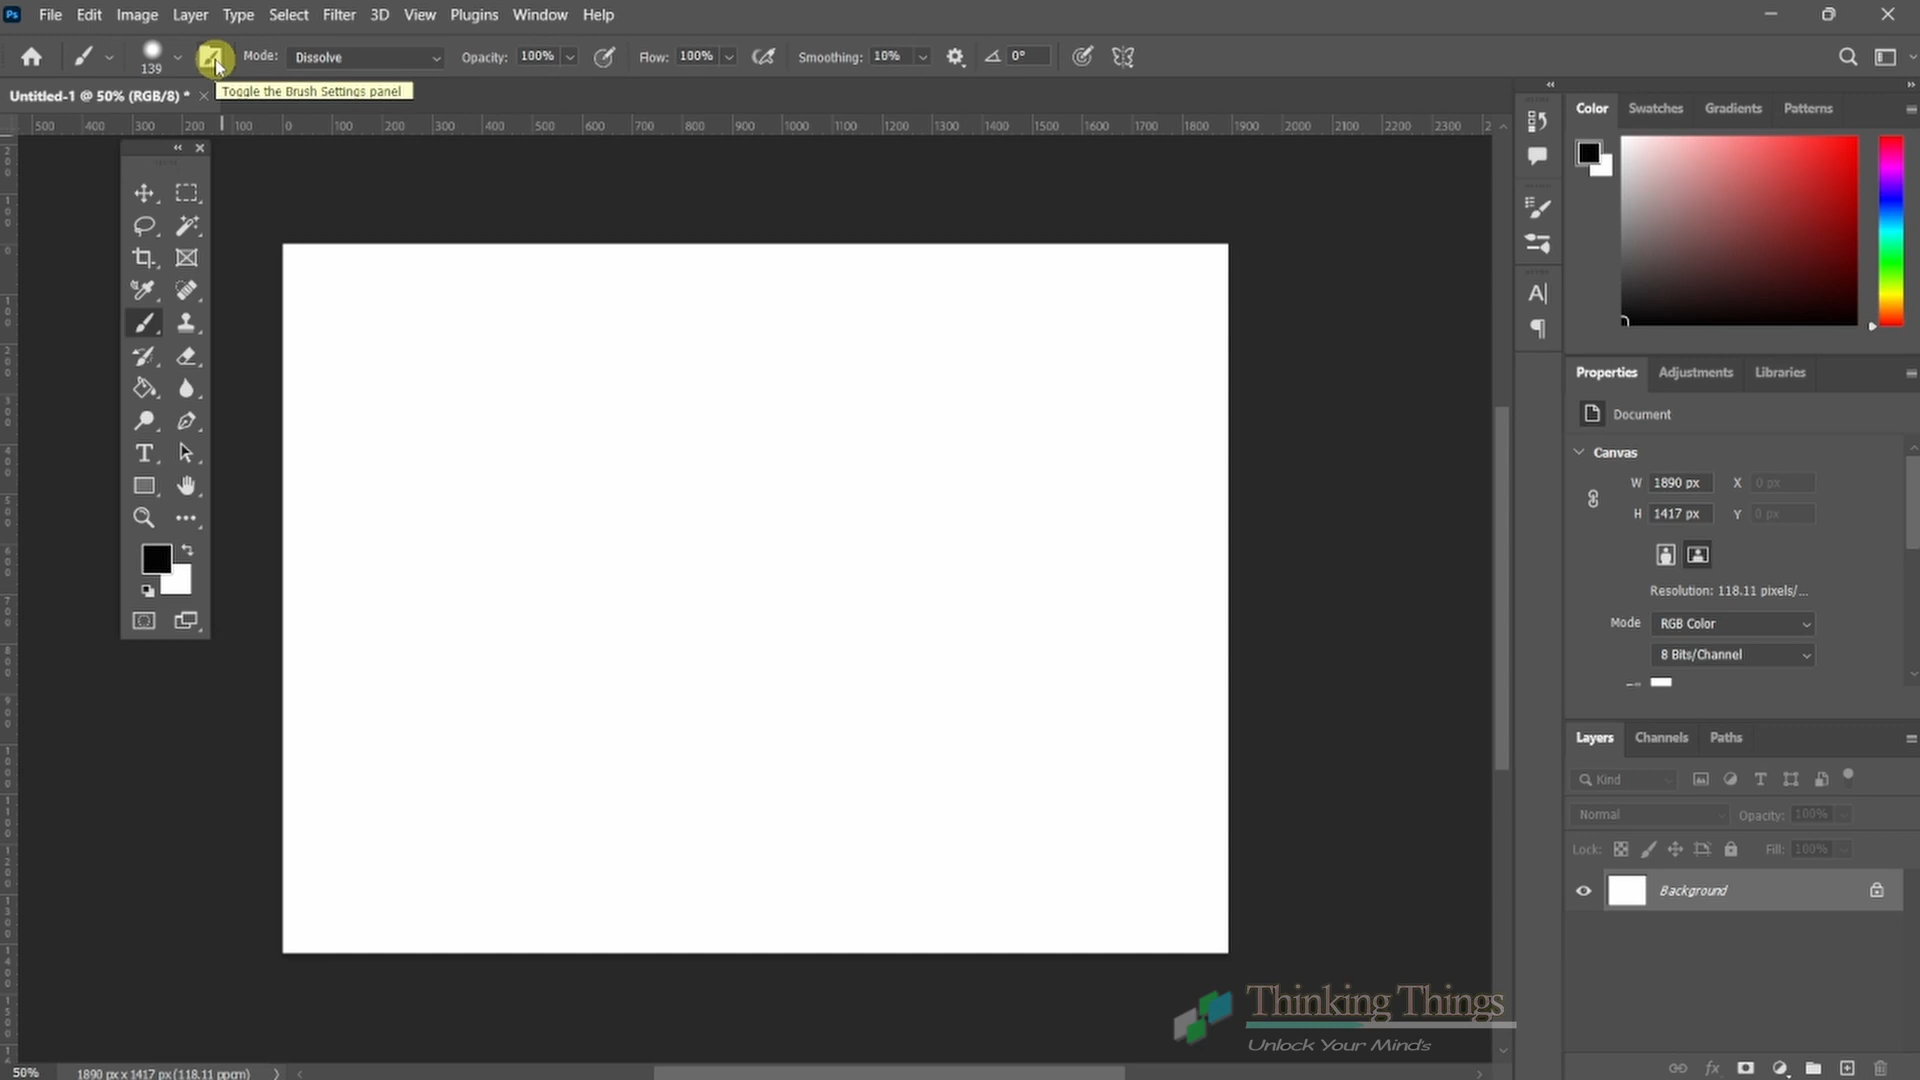 Ps File Edit Image Layer Type Select Filter 3D View Plugins Window Help
139 Mode: Dissolve Opacity: 100% Flow: 100% Smoothing: 10% 0°
Toggle the Brush Settings panel
Untitled-1 @ 50% (RGB/8) *
500 400 300 200 100 0 100 200 300 400 500 600 700 800 900 1000 1100 1200 1300 1400 1500 1600 1700 1800 1900 2000 2100 2200 2300 2
Color Swatches Gradients Patterns
Properties Adjustments Libraries
Document
Canvas
W 1890 px X 0 px
H 1417 px Y 0 px
Resolution: 118.11 pixels/...
Mode RGB Color
8 Bits/Channel
Layers Channels Paths
Kind
Normal Opacity: 100%
Lock: Fill: 100%
Background
Thinking Things
Unlock Your Mind's
50% 1890 px x 1417 px (118.11 ppcm)